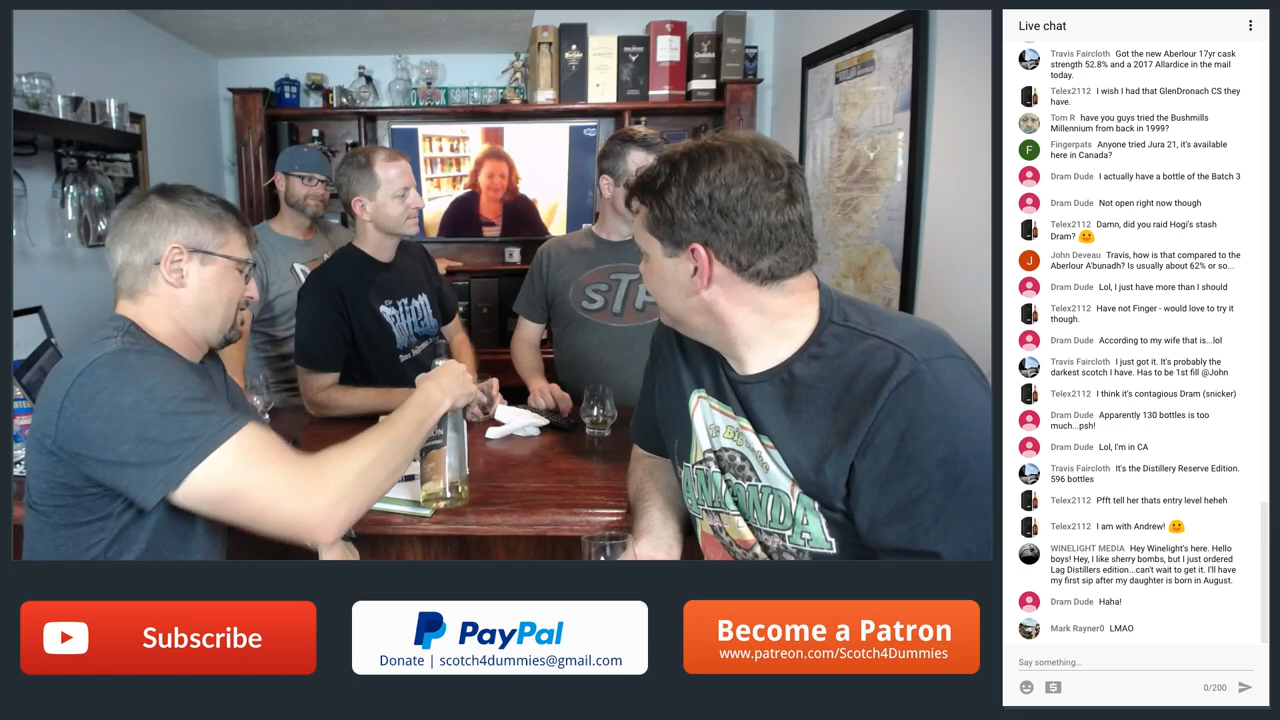 Live chat
Travis Faircloth Got the new Aberlour 17yr cask
strength 52.8% and a 2017 Allardice in the mail
today.
Telex2112 I wish I had that GlenDronach CS they
have.
Tom R have you guys tried the Bushmills
Millennium from back in 1999?
F
Fingerpats Anyone tried Jura 21, it's available
here in Canada?
Dram Dude I actually have a bottle of the Batch 3
Dram Dude Not open right now though
Telex2112 Damn, did you raid Hogi's stash
Dram?
J
John Deveau Travis, how is that compared to the
Aberlour A'bunadh? Is usually about 62% or so...
Dram Dude Lol, I just have more than I should
Telex2112 Have not Finger - would love to try it
though.
Dram Dude According to my wife that is...lol
Travis Faircloth I just got it. It's probably the
darkest scotch I have. Has to be 1st fill @John
Telex2112 I think it's contagious Dram (snicker)
Dram Dude Apparently 130 bottles is too
much...psh!
Dram Dude Lol, I'm in CA
Travis Faircloth It's the Distillery Reserve Edition.
596 bottles
Telex2112 Pfft tell her thats entry level heheh
Telex2112 I am with Andrew!
WINELIGHT MEDIA Hey Winelight's here. Hello
boys! Hey, I like sherry bombs, but I just ordered
Lag Distillers edition...can't wait to get it. I'll have
my first sip after my daughter is born in August.
Dram Dude Haha!
Mark Rayner0 LMAO
Say something...
0/200
STP
Subscribe
PayPal
Donate | scotch4dummies@gmail.com
Become a Patron
www.patreon.com/Scotch4Dummies